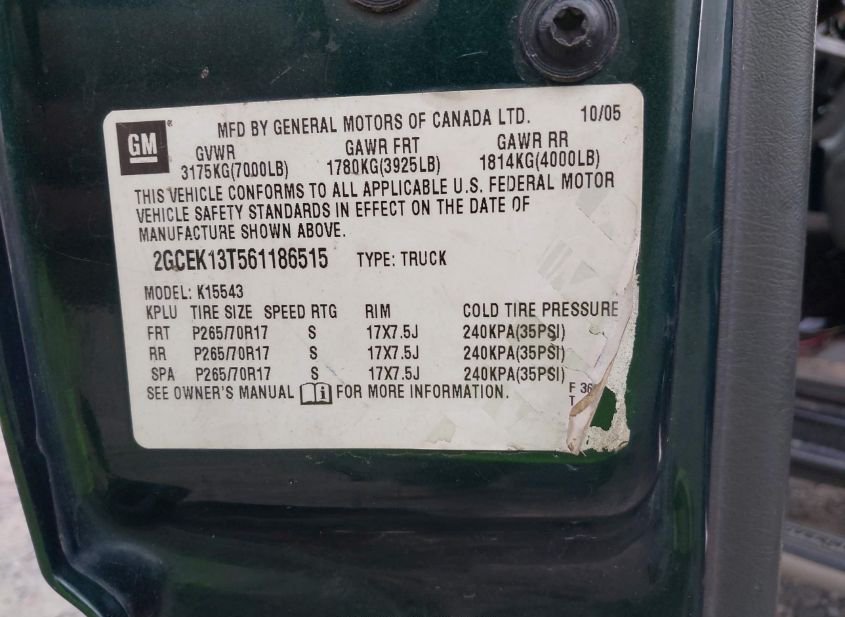 GM ® MFD BY GENERAL MOTORS OF CANADA LTD. 10/05
GVWR GAWR FRT GAWR RR
3175KG(7000LB) 1780KG(3925LB) 1814KG(4000LB)
THIS VEHICLE CONFORMS TO ALL APPLICABLE U.S. FEDERAL MOTOR
VEHICLE SAFETY STANDARDS IN EFFECT ON THE DATE OF
MANUFACTURE SHOWN ABOVE.
2GCEK13T561186515 TYPE: TRUCK
MODEL: K15543
KPLU TIRE SIZE SPEED RTG RIM COLD TIRE PRESSURE
FRT P265/70R17 S 17X7.5J 240KPA(35PSI)
RR P265/70R17 S 17X7.5J 240KPA(35PSI)
SPA P265/70R17 S 17X7.5J 240KPA(35PSI)
SEE OWNER'S MANUAL FOR MORE INFORMATION.
F
T